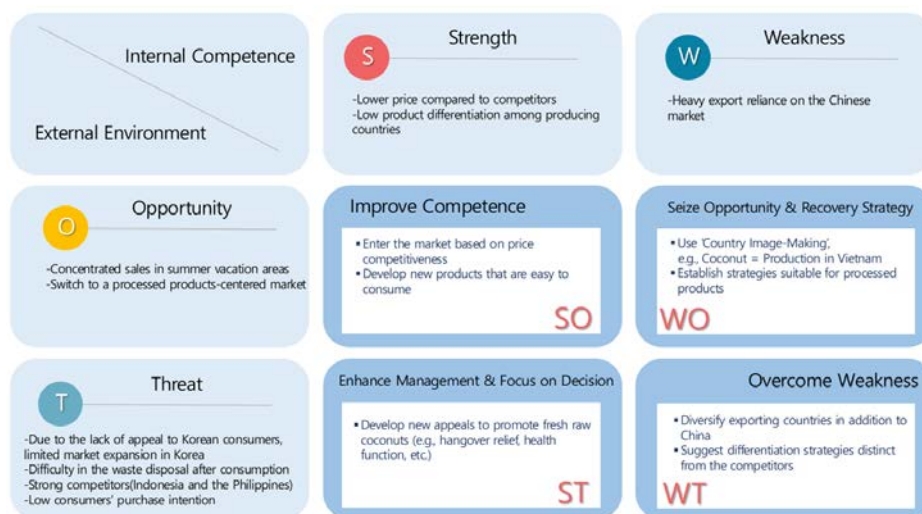 Internal Competence
External Environment
S
Strength
-Lower price compared to competitors
-Low product differentiation among producing
countries
W
Weakness
-Heavy export reliance on the Chinese
market
O
Opportunity
-Concentrated sales in summer vacation areas
-Switch to a processed products-centered market
Improve Competence
▪ Enter the market based on price
competitiveness
▪ Develop new products that are easy to
consume
SO
Seize Opportunity & Recovery Strategy
▪ Use 'Country Image-Making',
e.g., Coconut = Production in Vietnam
▪ Establish strategies suitable for processed
products
WO
T
Threat
-Due to the lack of appeal to Korean consumers,
limited market expansion in Korea
-Difficulty in the waste disposal after consumption
-Strong competitors(Indonesia and the Philippines)
-Low consumers' purchase intention
Enhance Management & Focus on Decision
▪ Develop new appeals to promote fresh raw
coconuts (e.g., hangover relief, health
function, etc.)
ST
Overcome Weakness
▪ Diversify exporting countries in addition to
China
▪ Suggest differentiation strategies distinct
from the competitors
WT